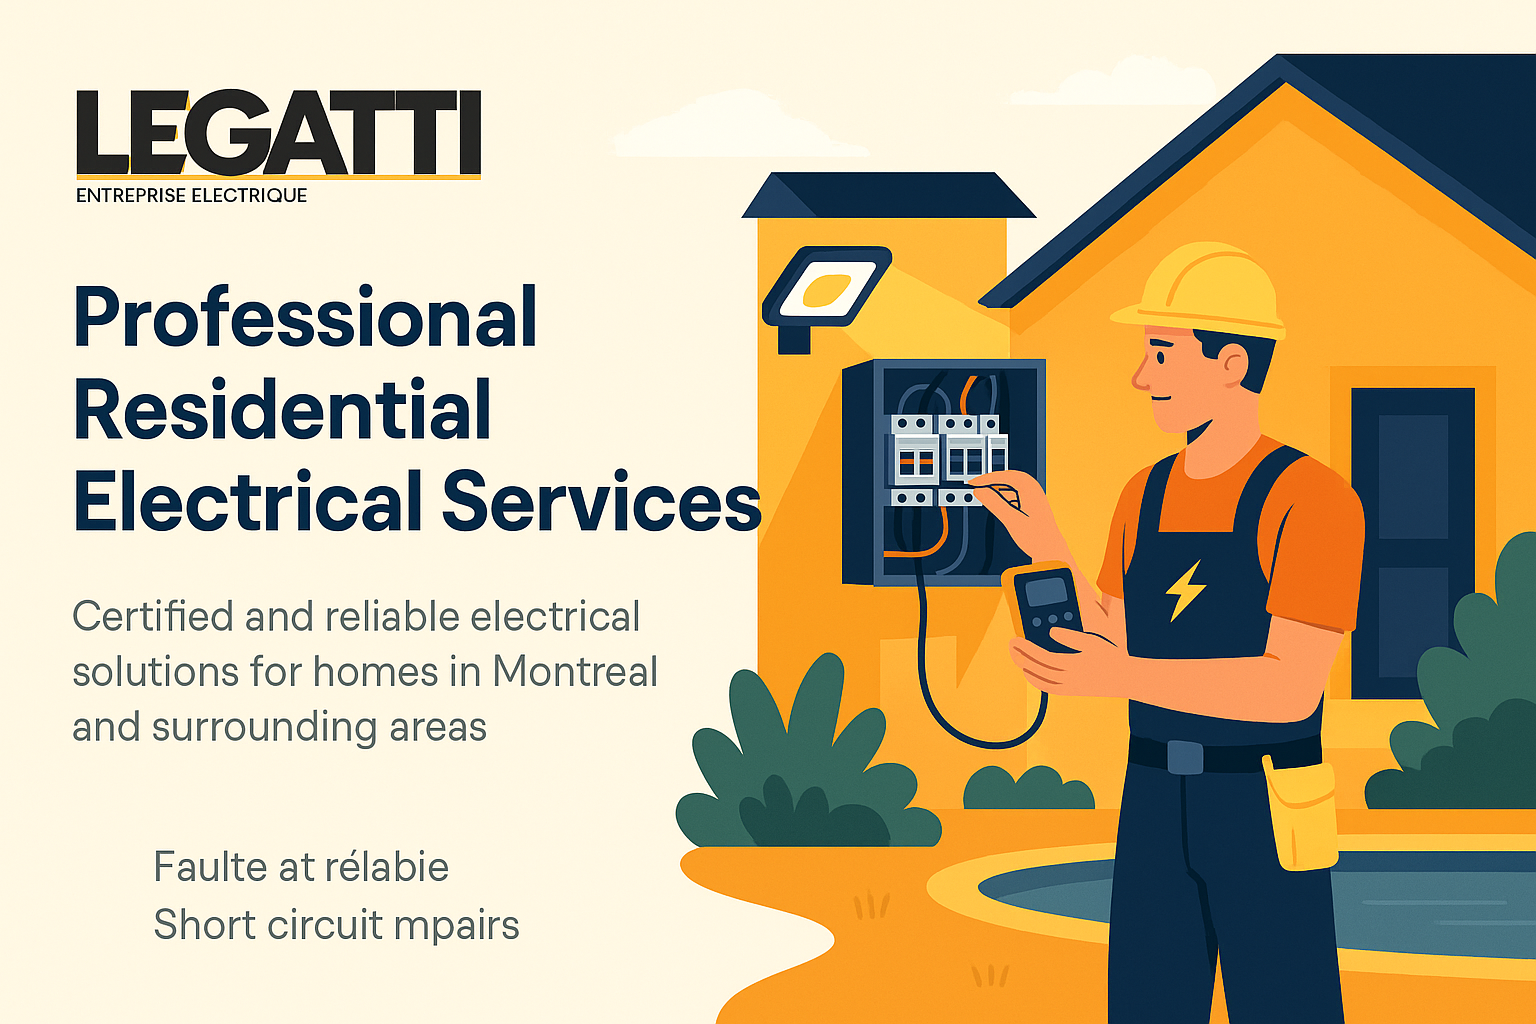 LEGATTI
ENTREPRISE ELECTRIQUE
Professional
Residential
Electrical Services
Certified and reliable electrical
solutions for homes in Montreal
and surrounding areas
Faulte at rélabie
Short circuit mpairs